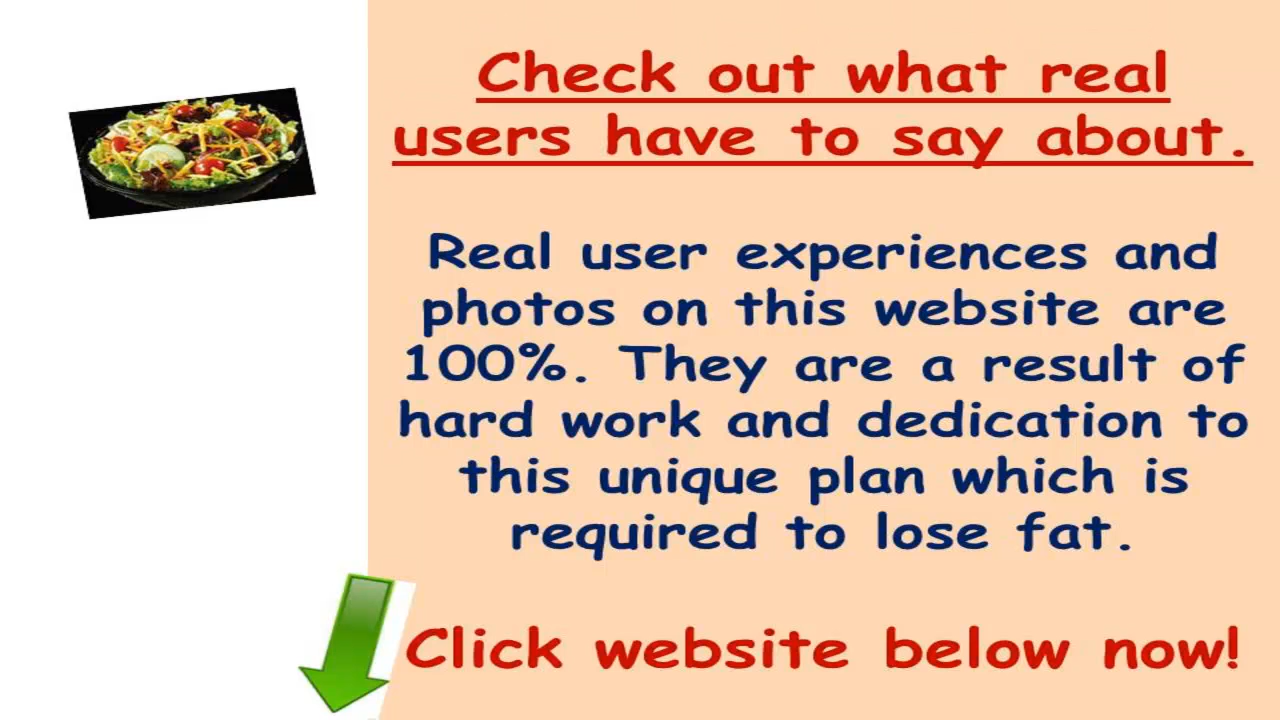 Check out what real
users have to say about.
Real user experiences and
photos on this website are
100%. They are a result of
hard work and dedication to
this unique plan which is
required to lose fat.
Click website below now!